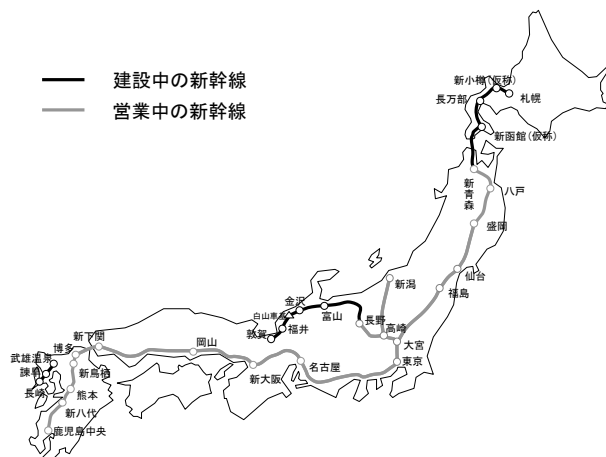 建設中の新幹線
営業中の新幹線
新小樽(仮称)
札幌
長万部
新函館(仮称)
新青森
八戸
盛岡
仙台
福島
新潟
金沢
白山車両
富山
敦賀
福井
長野
高崎
大宮
東京
新下関
岡山
名古屋
新大阪
博多
武雄温泉
新鳥栖
諫早
長崎
熊本
新八代
鹿児島中央